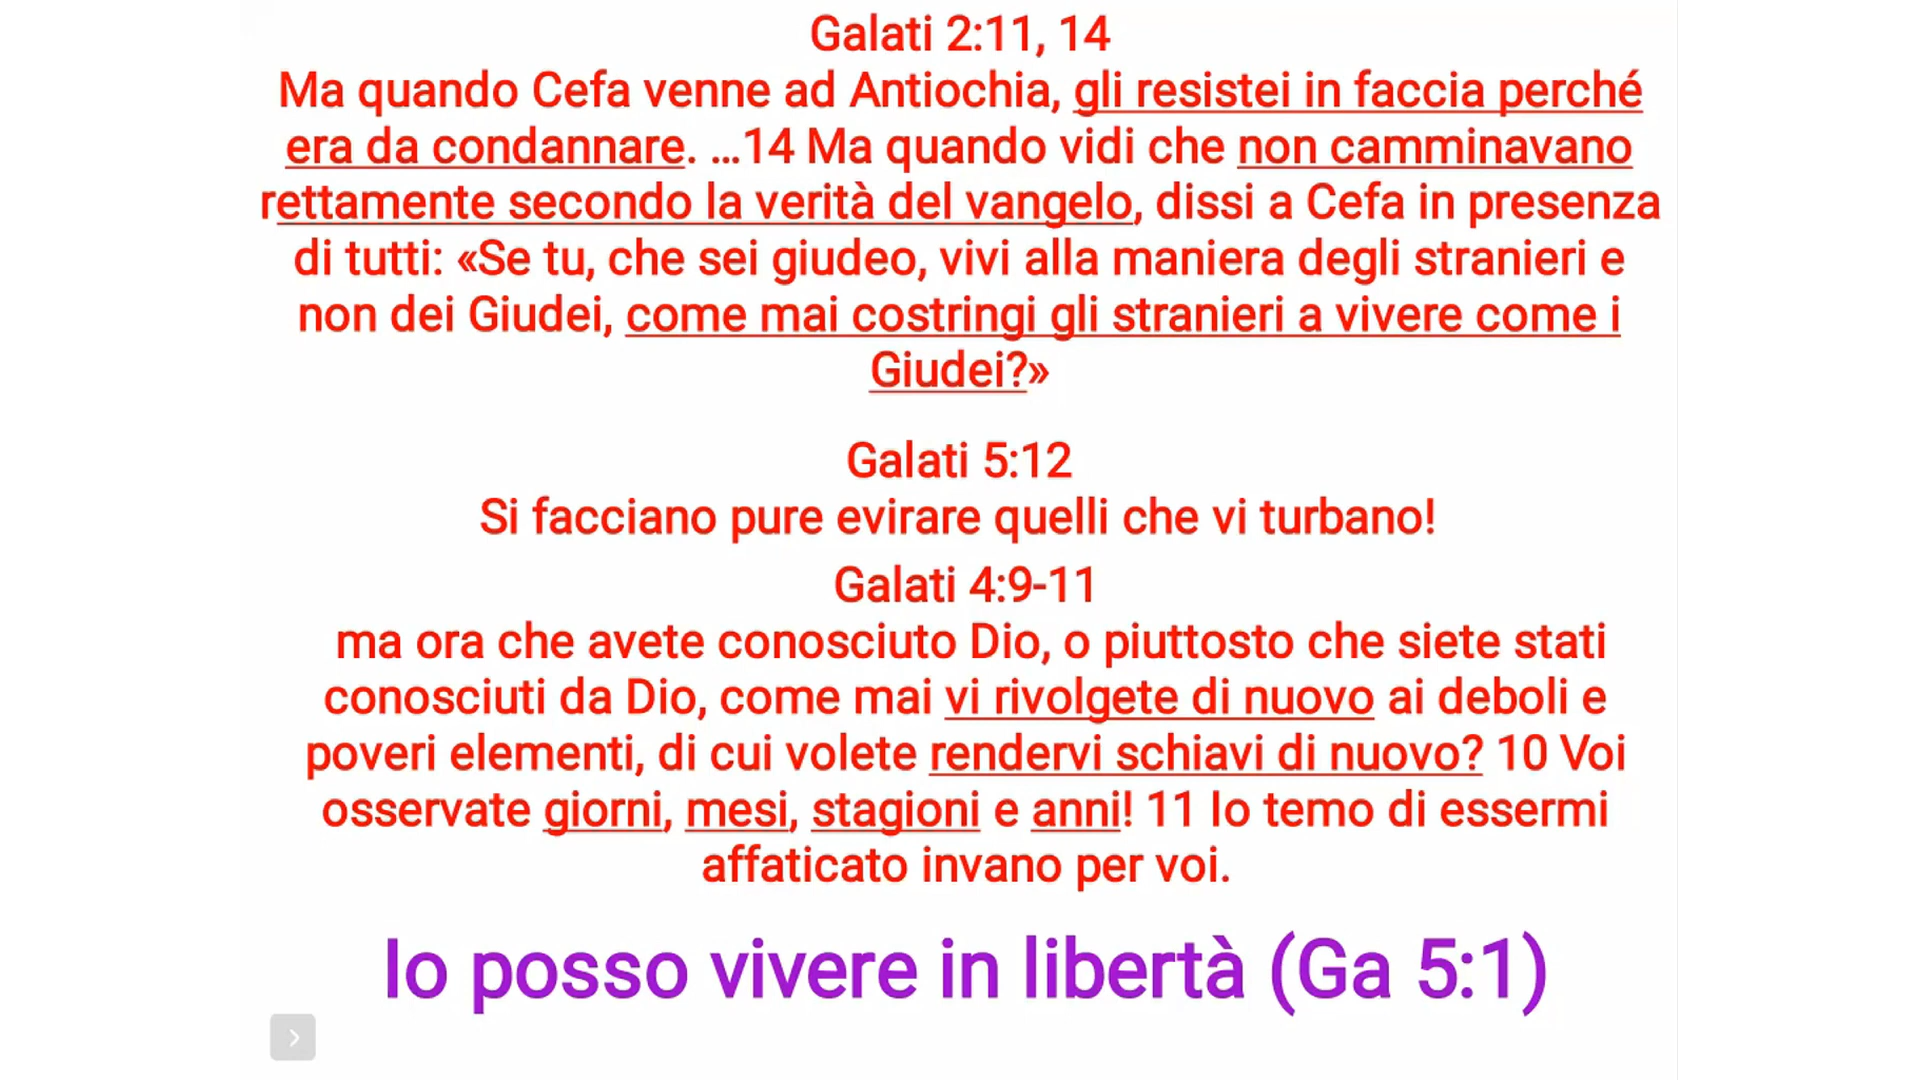 Galati 2:11, 14
Ma quando Cefa venne ad Antiochia, gli resistei in faccia perché
era da condannare. …14 Ma quando vidi che non camminavano
rettamente secondo la verità del vangelo, dissi a Cefa in presenza
di tutti: «Se tu, che sei giudeo, vivi alla maniera degli stranieri e
non dei Giudei, come mai costringi gli stranieri a vivere come i
Giudei?»
Galati 5:12
Si facciano pure evirare quelli che vi turbano!
Galati 4:9-11
ma ora che avete conosciuto Dio, o piuttosto che siete stati
conosciuti da Dio, come mai vi rivolgete di nuovo ai deboli e
poveri elementi, di cui volete rendervi schiavi di nuovo? 10 Voi
osservate giorni, mesi, stagioni e anni! 11 Io temo di essermi
affaticato invano per voi.
Io posso vivere in libertà (Ga 5:1)